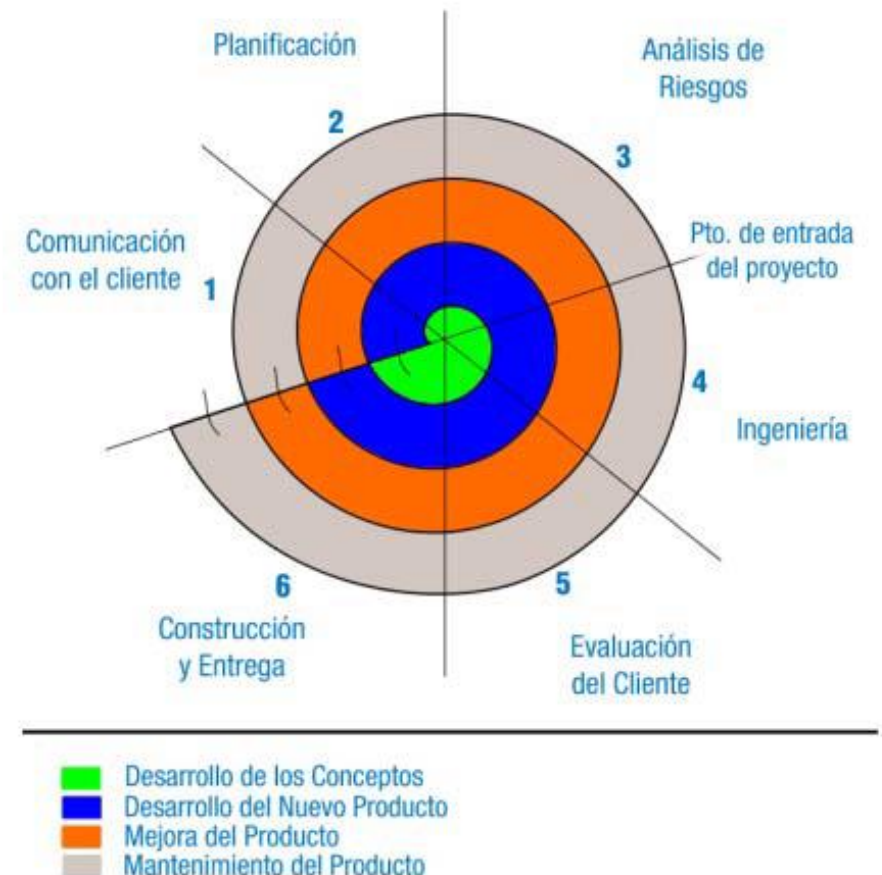 Planificación
Análisis de
Riesgos
2
3
Comunicación
con el cliente
1
Pto. de entrada
del proyecto
4
Ingeniería
6
5
Construcción
y Entrega
Evaluación
del Cliente
Desarrollo de los Conceptos
Desarrollo del Nuevo Producto
Mejora del Producto
Mantenimiento del Producto